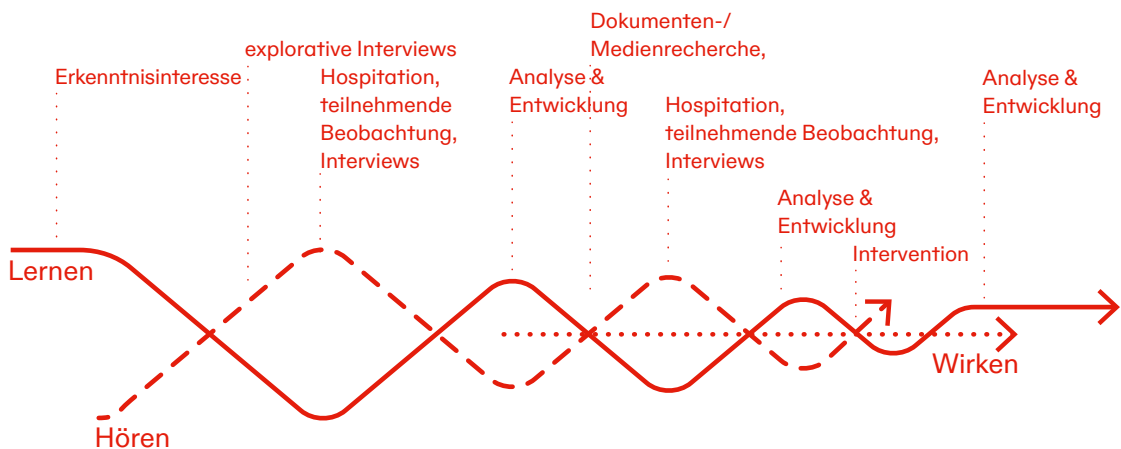 Erkenntnisinteresse
explorative Interviews
Hospitation,
teilnehmende
Beobachtung,
Interviews
Analyse &
Entwicklung
Dokumenten-/
Medienrecherche,
Hospitation,
teilnehmende Beobachtung,
Interviews
Analyse &
Entwicklung
Intervention
Analyse &
Entwicklung
Lernen
Hören
Wirken